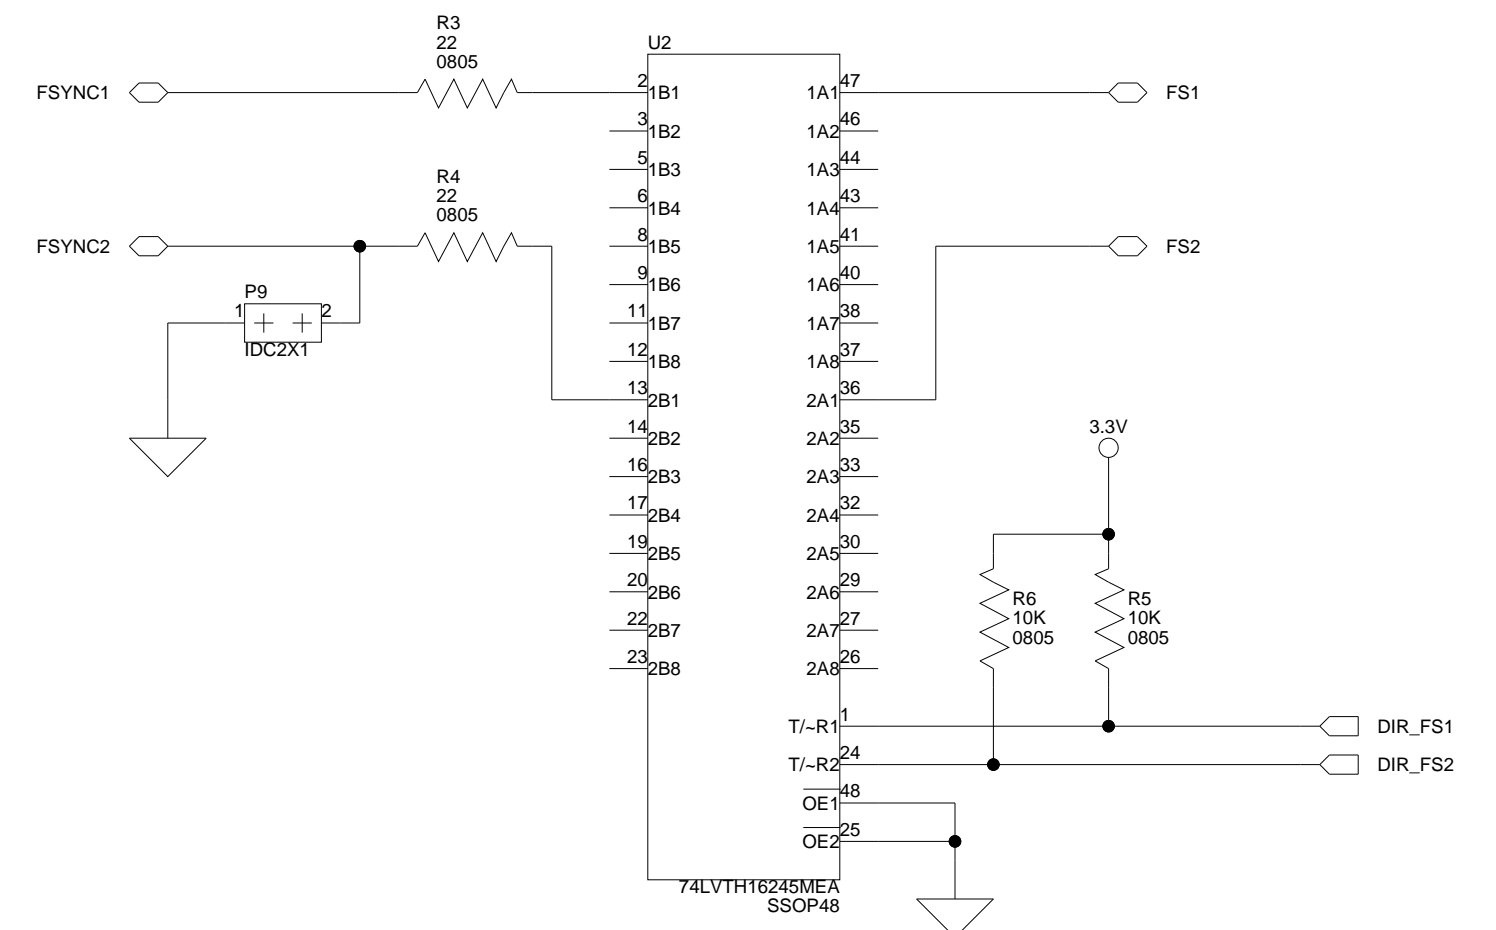 R3
22
0805
U2
FSYNC1
2
1B1
1A1
47
FS1
3
1B2
1A2
46
5
1B3
1A3
44
R4
22
0805
6
1B4
1A4
43
FSYNC2
8
1B5
1A5
41
FS2
9
1B6
1A6
40
P9
1
2
IDC2X1
11
1B7
1A7
38
12
1B8
1A8
37
13
2B1
2A1
36
14
2B2
2A2
35
3.3V
16
2B3
2A3
33
17
2B4
2A4
32
19
2B5
2A5
30
20
2B6
2A6
29
R6
10K
0805
R5
10K
0805
22
2B7
2A7
27
23
2B8
2A8
26
T/~R1
1
DIR_FS1
T/~R2
24
DIR_FS2
OE1
48
OE2
25
74LVTH16245MEA
SSOP48